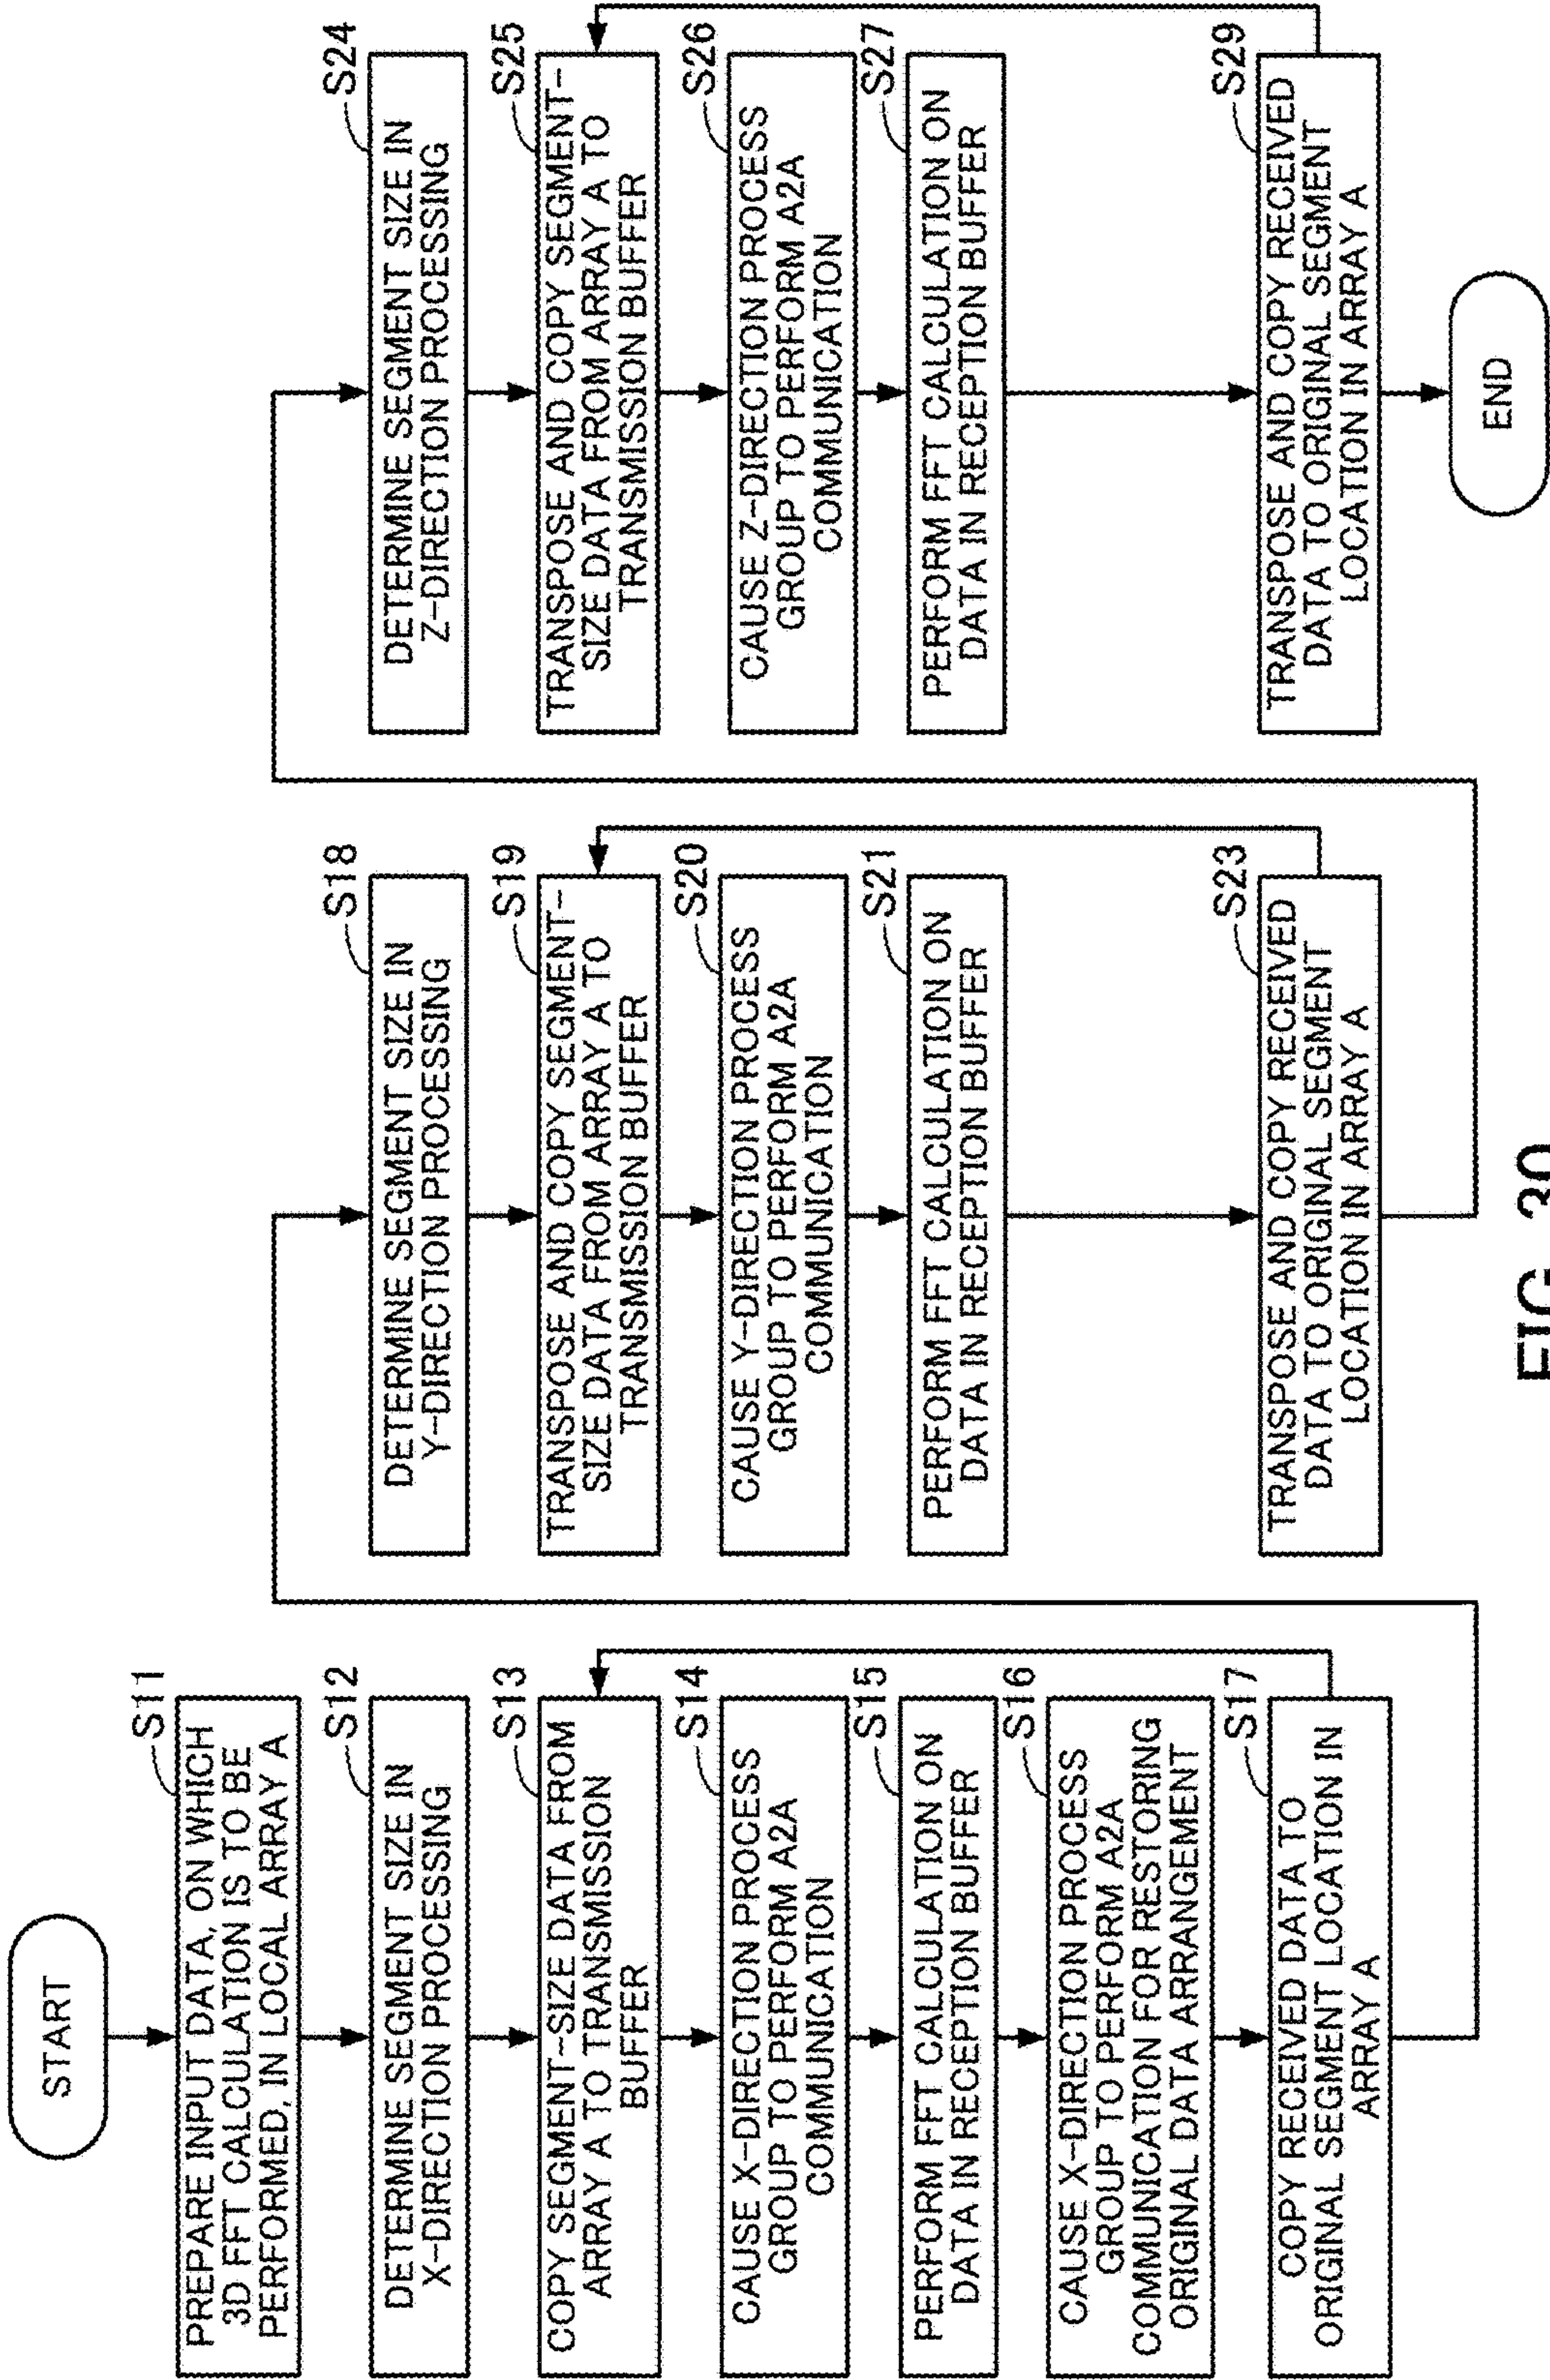 START
S11
PREPARE INPUT DATA, ON WHICH
3D FFT CALCULATION IS TO BE
PERFORMED, IN LOCAL ARRAY A
S12
DETERMINE SEGMENT SIZE IN
X-DIRECTION PROCESSING
S13
COPY SEGMENT-SIZE DATA FROM
ARRAY A TO TRANSMISSION
BUFFER
S14
CAUSE X-DIRECTION PROCESS
GROUP TO PERFORM A2A
COMMUNICATION
S15
PERFORM FFT CALCULATION ON
DATA IN RECEPTION BUFFER
S16
CAUSE X-DIRECTION PROCESS
GROUP TO PERFORM A2A
COMMUNICATION FOR RESTORING
ORIGINAL DATA ARRANGEMENT
S17
COPY RECEIVED DATA TO
ORIGINAL SEGMENT LOCATION IN
ARRAY A
S18
DETERMINE SEGMENT SIZE IN
Y-DIRECTION PROCESSING
S19
TRANSPOSE AND COPY SEGMENT-
SIZE DATA FROM ARRAY A TO
TRANSMISSION BUFFER
S20
CAUSE Y-DIRECTION PROCESS
GROUP TO PERFORM A2A
COMMUNICATION
S21
PERFORM FFT CALCULATION ON
DATA IN RECEPTION BUFFER
S23
TRANSPOSE AND COPY RECEIVED
DATA TO ORIGINAL SEGMENT
LOCATION IN ARRAY A
S24
DETERMINE SEGMENT SIZE IN
Z-DIRECTION PROCESSING
S25
TRANSPOSE AND COPY SEGMENT-
SIZE DATA FROM ARRAY A TO
TRANSMISSION BUFFER
S26
CAUSE Z-DIRECTION PROCESS
GROUP TO PERFORM A2A
COMMUNICATION
S27
PERFORM FFT CALCULATION ON
DATA IN RECEPTION BUFFER
S29
TRANSPOSE AND COPY RECEIVED
DATA TO ORIGINAL SEGMENT
LOCATION IN ARRAY A
END
FIG. 30